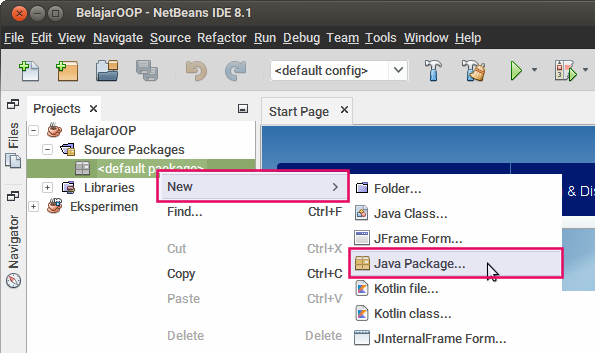 BelajarOOP - NetBeans IDE 8.1
File Edit View Navigate Source Refactor Run Debug Team Tools Window Help
<default config>
Projects
Start Page
Files
Navigator
BelajarOOP
Source Packages
<default package>
Libraries
Eksperimen
New
Find... Ctrl+F
Cut Ctrl+X
Copy Ctrl+C
Paste Ctrl+V
Delete Delete
Folder...
Java Class...
JFrame Form...
Java Package...
Kotlin file...
Kotlin class...
JInternalFrame Form...
& Dis